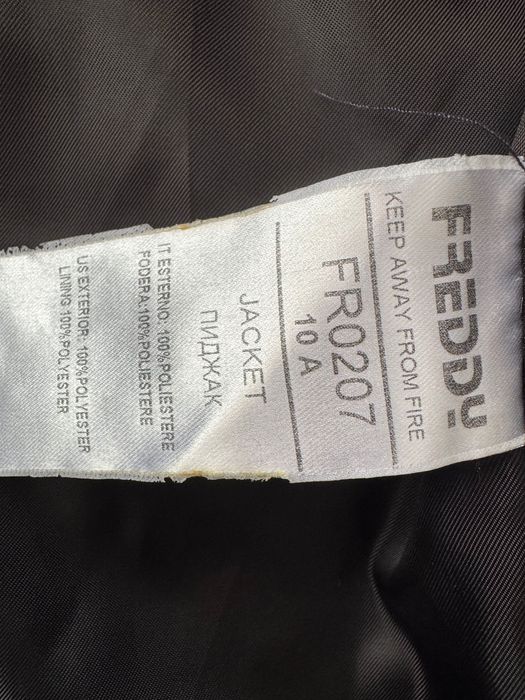 FREDDY
KEEP AWAY FROM FIRE
FR0207
10 A
JACKET
ПИДЖАК
IT ESTERNO: 100% POLIESTERE
FODERA:100% POLIESTERE
US EXTERIOR: 100% POLYESTER
LINING 100% POLYESTER